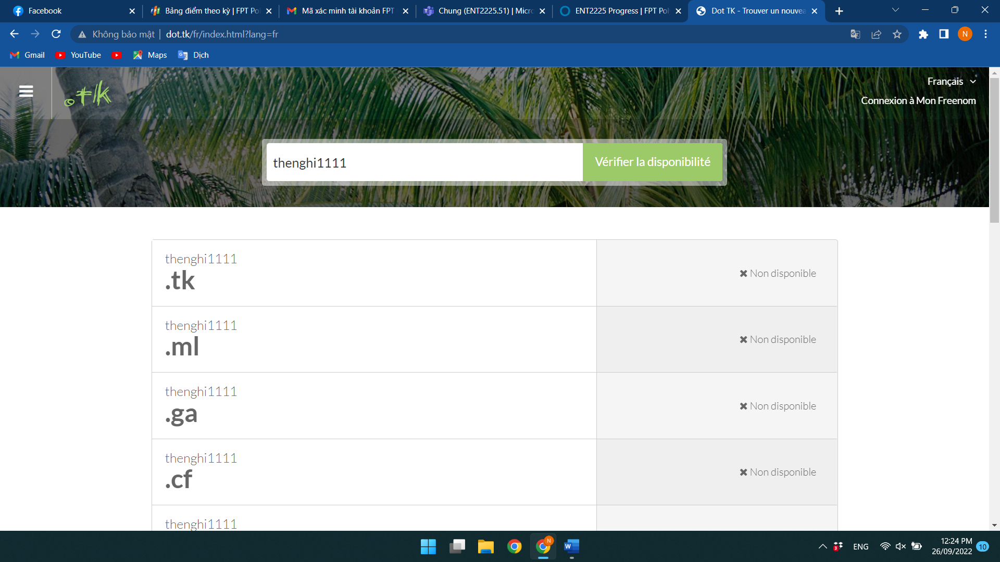 Facebook
Bảng điểm theo kỳ | FPT Pol
Mã xác minh tài khoản FPT
Chung (ENT2225.51) | Micro
ENT2225 Progress | FPT Pol
Dot TK - Trouver un nouvea
Không bảo mật | dot.tk/fr/index.html?lang=fr
N
Gmail
YouTube
Maps
Dịch
.tk
Français
Connexion à Mon Freenom
thenghi1111
Vérifier la disponibilité
thenghi1111
.tk
Non disponible
thenghi1111
.ml
Non disponible
thenghi1111
.ga
Non disponible
thenghi1111
.cf
Non disponible
thenghi1111
ENG
12:24 PM
26/09/2022
10